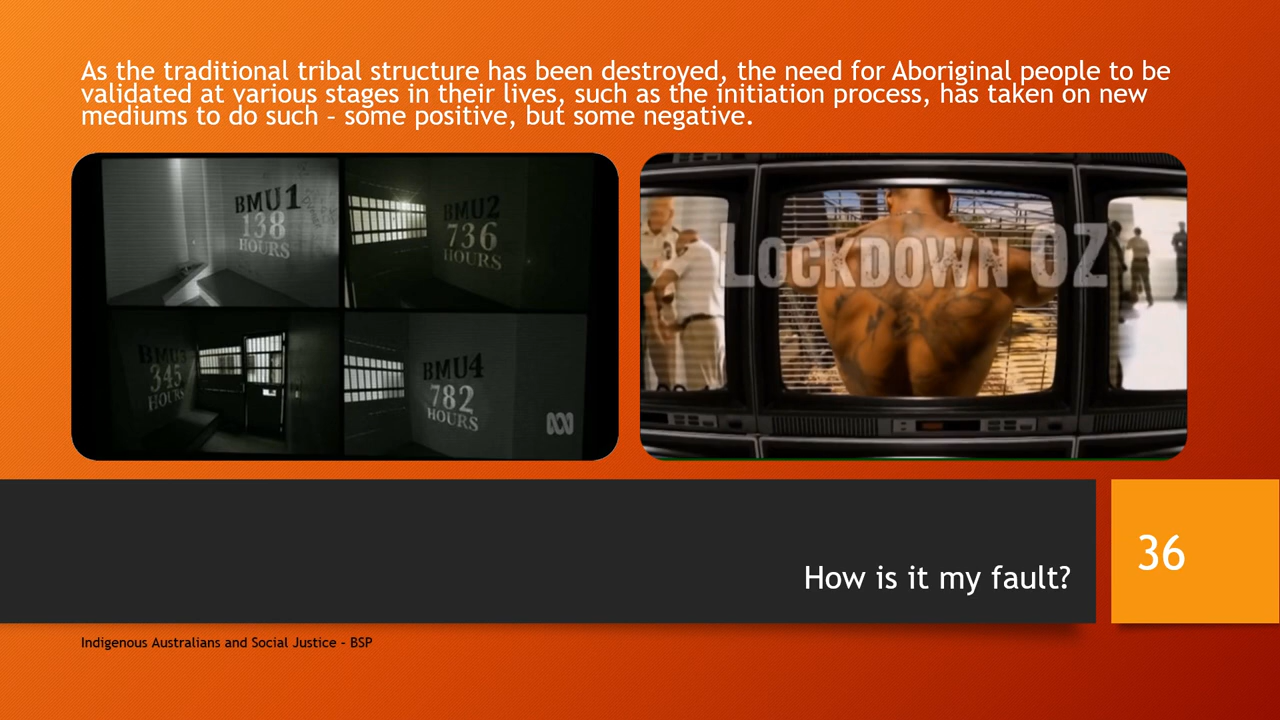 As the traditional tribal structure has been destroyed, the need for Aboriginal people to be
validated at various stages in their lives, such as the initiation process, has taken on new
mediums to do such – some positive, but some negative.
BMU1
138
HOURS
BMU2
736
HOURS
BMU3
345
HOURS
BMU4
782
HOURS
LOCKDOWN OZ
How is it my fault?
36
Indigenous Australians and Social Justice - BSP